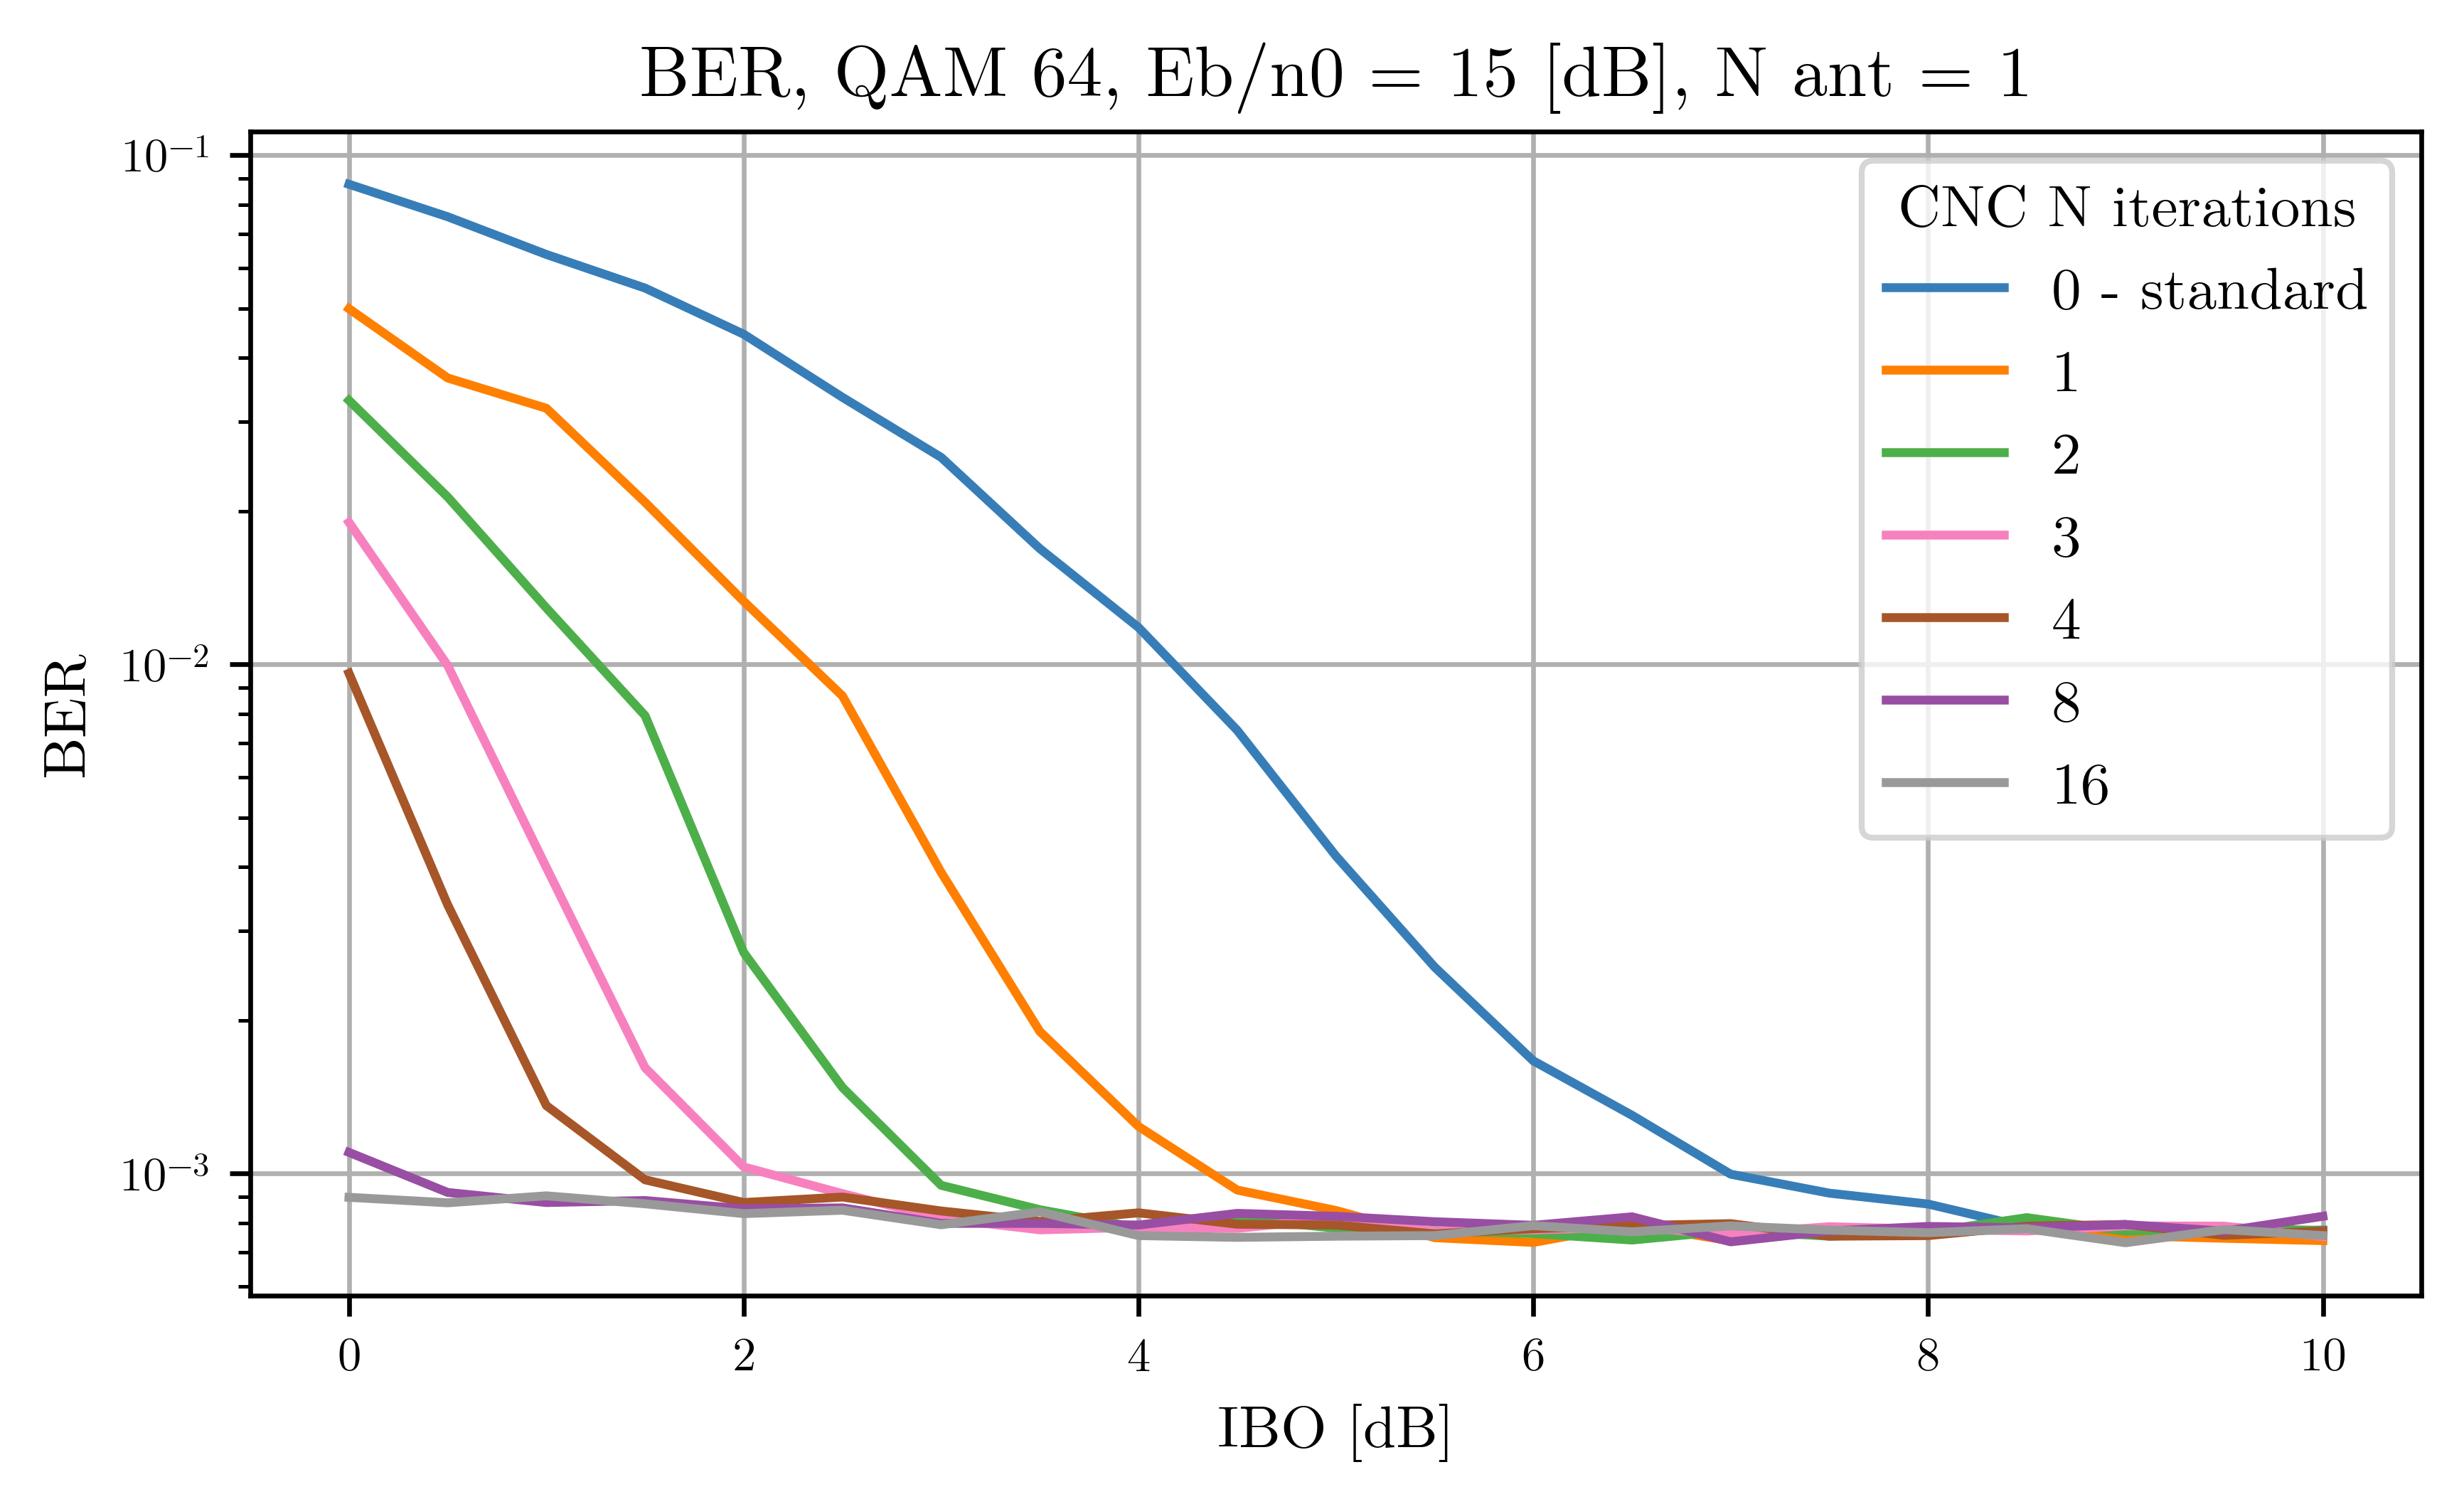 BER, QAM 64, Eb/n0 = 15 [dB], N ant = 1
10⁻¹
10⁻²
10⁻³
BER
CNC N iterations
0 - standard
1
2
3
4
8
16
0 2 4 6 8 10
IBO [dB]